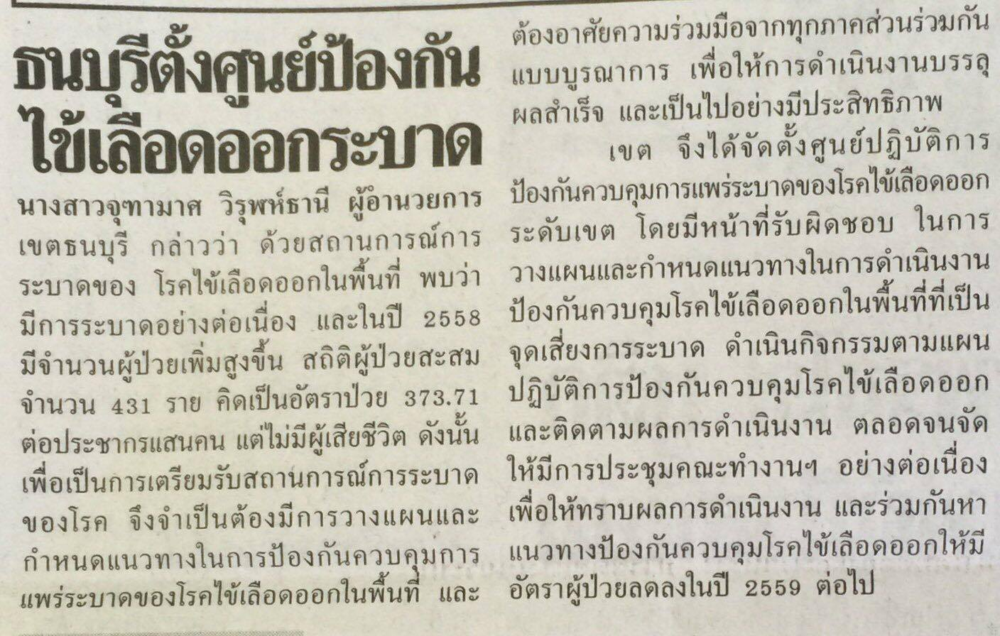 ธนบุรีตั้งศูนย์ป้องกัน
ไข้เลือดออกระบาด
นางสาวจุฑามาศ วิรุฬห์ธานี ผู้อำนวยการ
เขตธนบุรี กล่าวว่า ด้วยสถานการณ์การ
ระบาดของ โรคไข้เลือดออกในพื้นที่ พบว่า
มีการระบาดอย่างต่อเนื่อง และในปี 2558
มีจำนวนผู้ป่วยเพิ่มสูงขึ้น สถิติผู้ป่วยสะสม
จำนวน 431 ราย คิดเป็นอัตราป่วย 373.71
ต่อประชากรแสนคน แต่ไม่มีผู้เสียชีวิต ดังนั้น
เพื่อเป็นการเตรียมรับสถานการณ์การระบาด
ของโรค จึงจำเป็นต้องมีการวางแผนและ
กำหนดแนวทางในการป้องกันควบคุมการ
แพร่ระบาดของโรคไข้เลือดออกในพื้นที่ และ
ต้องอาศัยความร่วมมือจากทุกภาคส่วนร่วมกัน
แบบบูรณาการ เพื่อให้การดำเนินงานบรรลุ
ผลสำเร็จ และเป็นไปอย่างมีประสิทธิภาพ
เขต จึงได้จัดตั้งศูนย์ปฏิบัติการ
ป้องกันควบคุมการแพร่ระบาดของโรคไข้เลือดออก
ระดับเขต โดยมีหน้าที่รับผิดชอบ ในการ
วางแผนและกำหนดแนวทางในการดำเนินงาน
ป้องกันควบคุมโรคไข้เลือดออกในพื้นที่ที่เป็น
จุดเสี่ยงการระบาด ดำเนินกิจกรรมตามแผน
ปฏิบัติการป้องกันควบคุมโรคไข้เลือดออก
และติดตามผลการดำเนินงาน ตลอดจนจัด
ให้มีการประชุมคณะทำงานฯ อย่างต่อเนื่อง
เพื่อให้ทราบผลการดำเนินงาน และร่วมกันหา
แนวทางป้องกันควบคุมโรคไข้เลือดออกให้มี
อัตราผู้ป่วยลดลงในปี 2559 ต่อไป